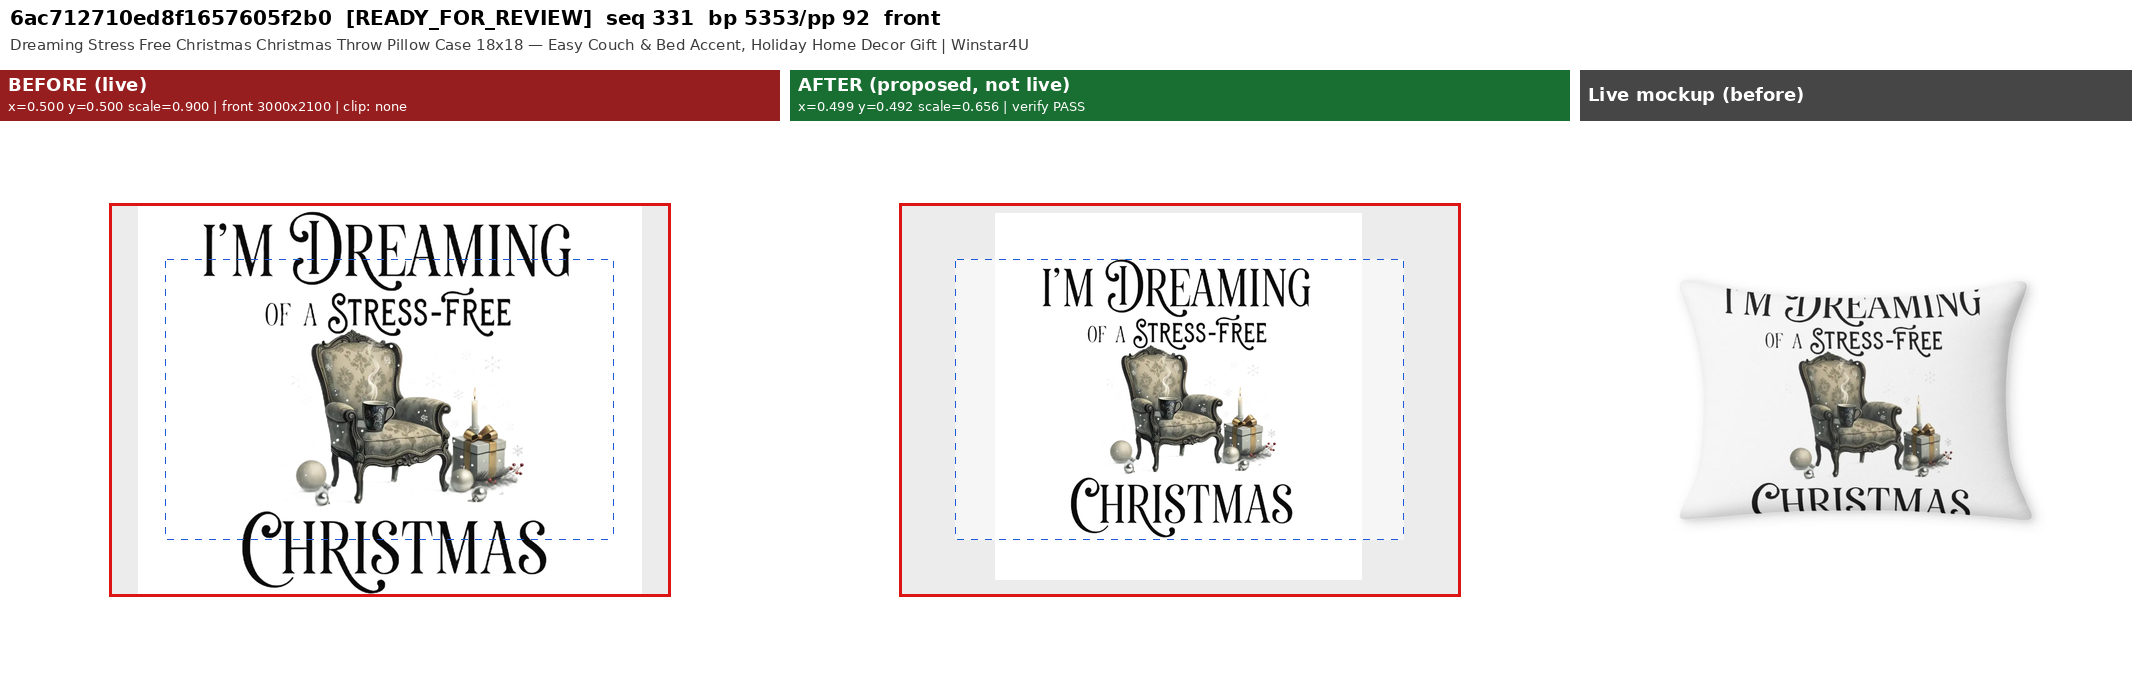 6ac712710ed8f1657605f2b0 [READY_FOR_REVIEW] seq 331 bp 5353/pp 92 front
Dreaming Stress Free Christmas Christmas Throw Pillow Case 18x18 — Easy Couch & Bed Accent, Holiday Home Decor Gift | Winstar4U
BEFORE (live)
x=0.500 y=0.500 scale=0.900 | front 3000x2100 | clip: none
I'M DREAMING
OF A STRESS-FREE
CHRISTMAS
AFTER (proposed, not live)
x=0.499 y=0.492 scale=0.656 | verify PASS
I'M DREAMING
OF A STRESS-FREE
CHRISTMAS
Live mockup (before)
I'M DREAMING
OF A STRESS-FREE
CHRISTMAS